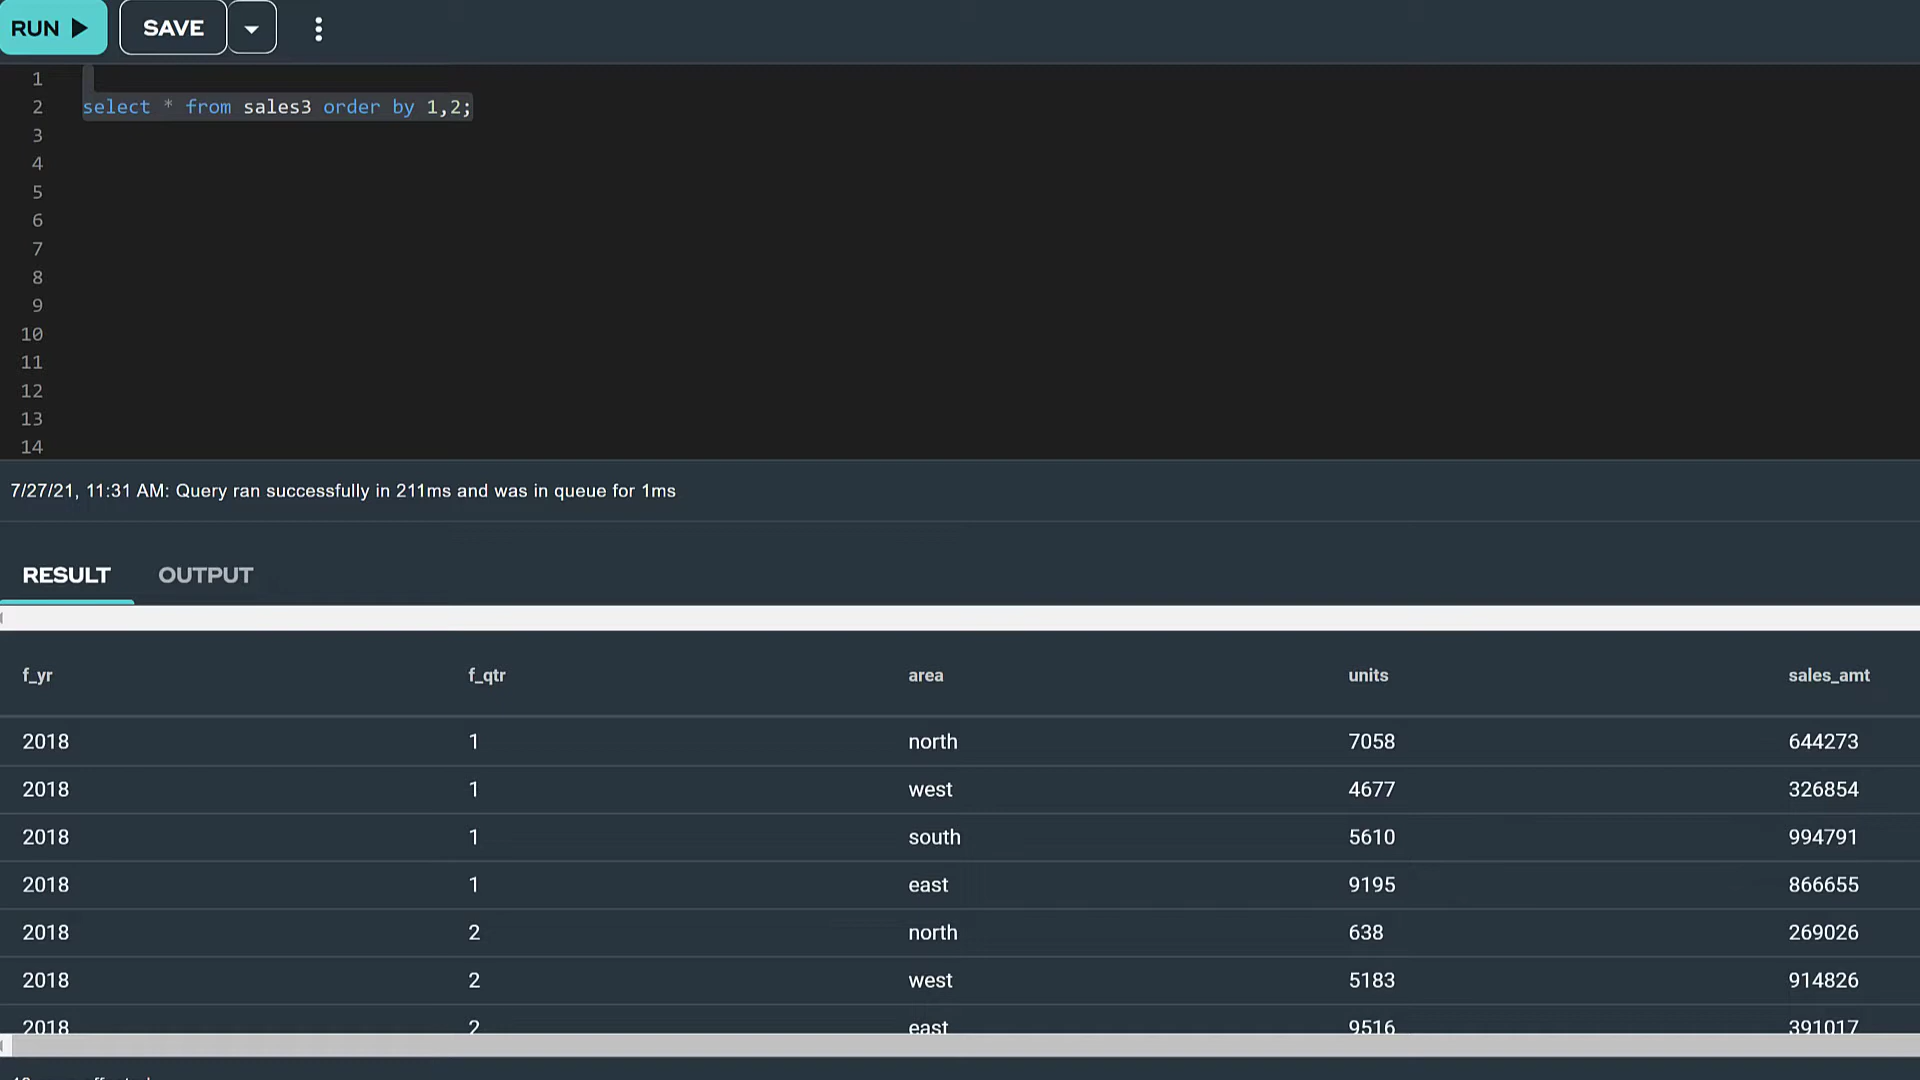 RUN SAVE
1
2 select * from sales3 order by 1,2;
3
4
5
6
7
8
9
10
11
12
13
14
7/27/21, 11:31 AM: Query ran successfully in 211ms and was in queue for 1ms
RESULT OUTPUT
f_yr f_qtr area units sales_amt
2018 1 north 7058 644273
2018 1 west 4677 326854
2018 1 south 5610 994791
2018 1 east 9195 866655
2018 2 north 638 269026
2018 2 west 5183 914826
2018 2 east 9516 391017